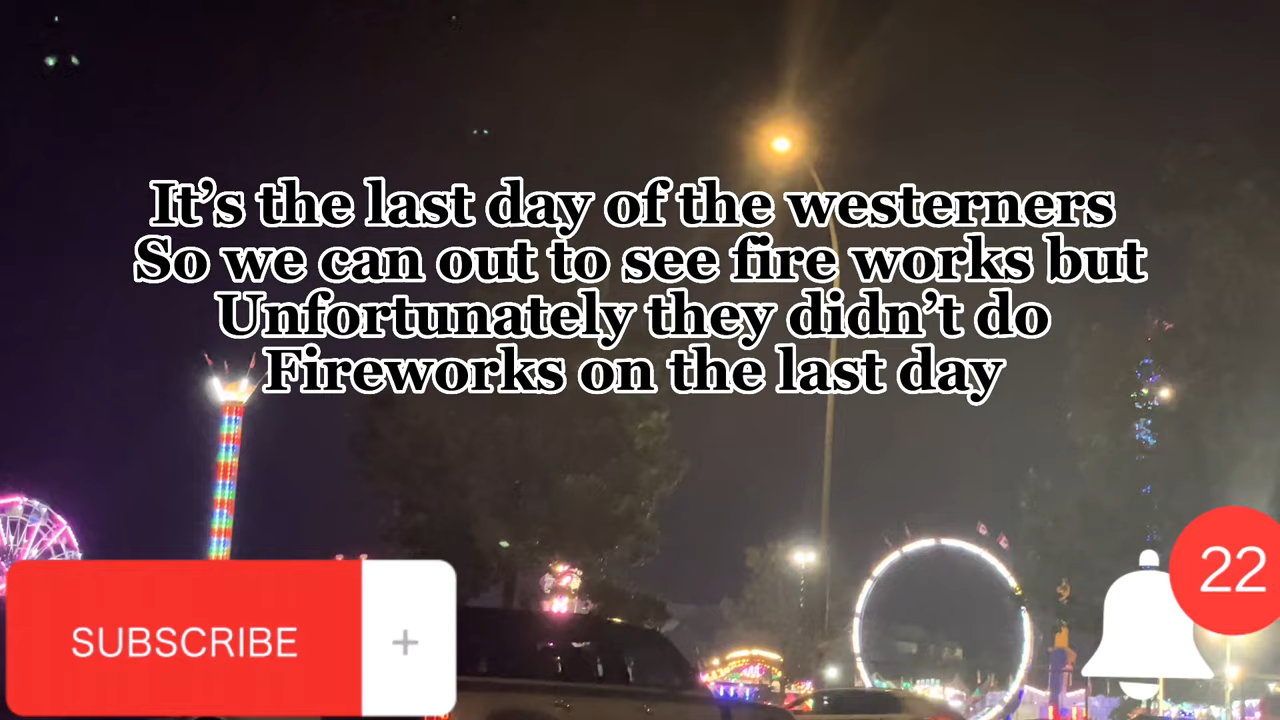 It’s the last day of the westerners
So we can out to see fire works but
Unfortunately they didn’t do
Fireworks on the last day
SUBSCRIBE +
22